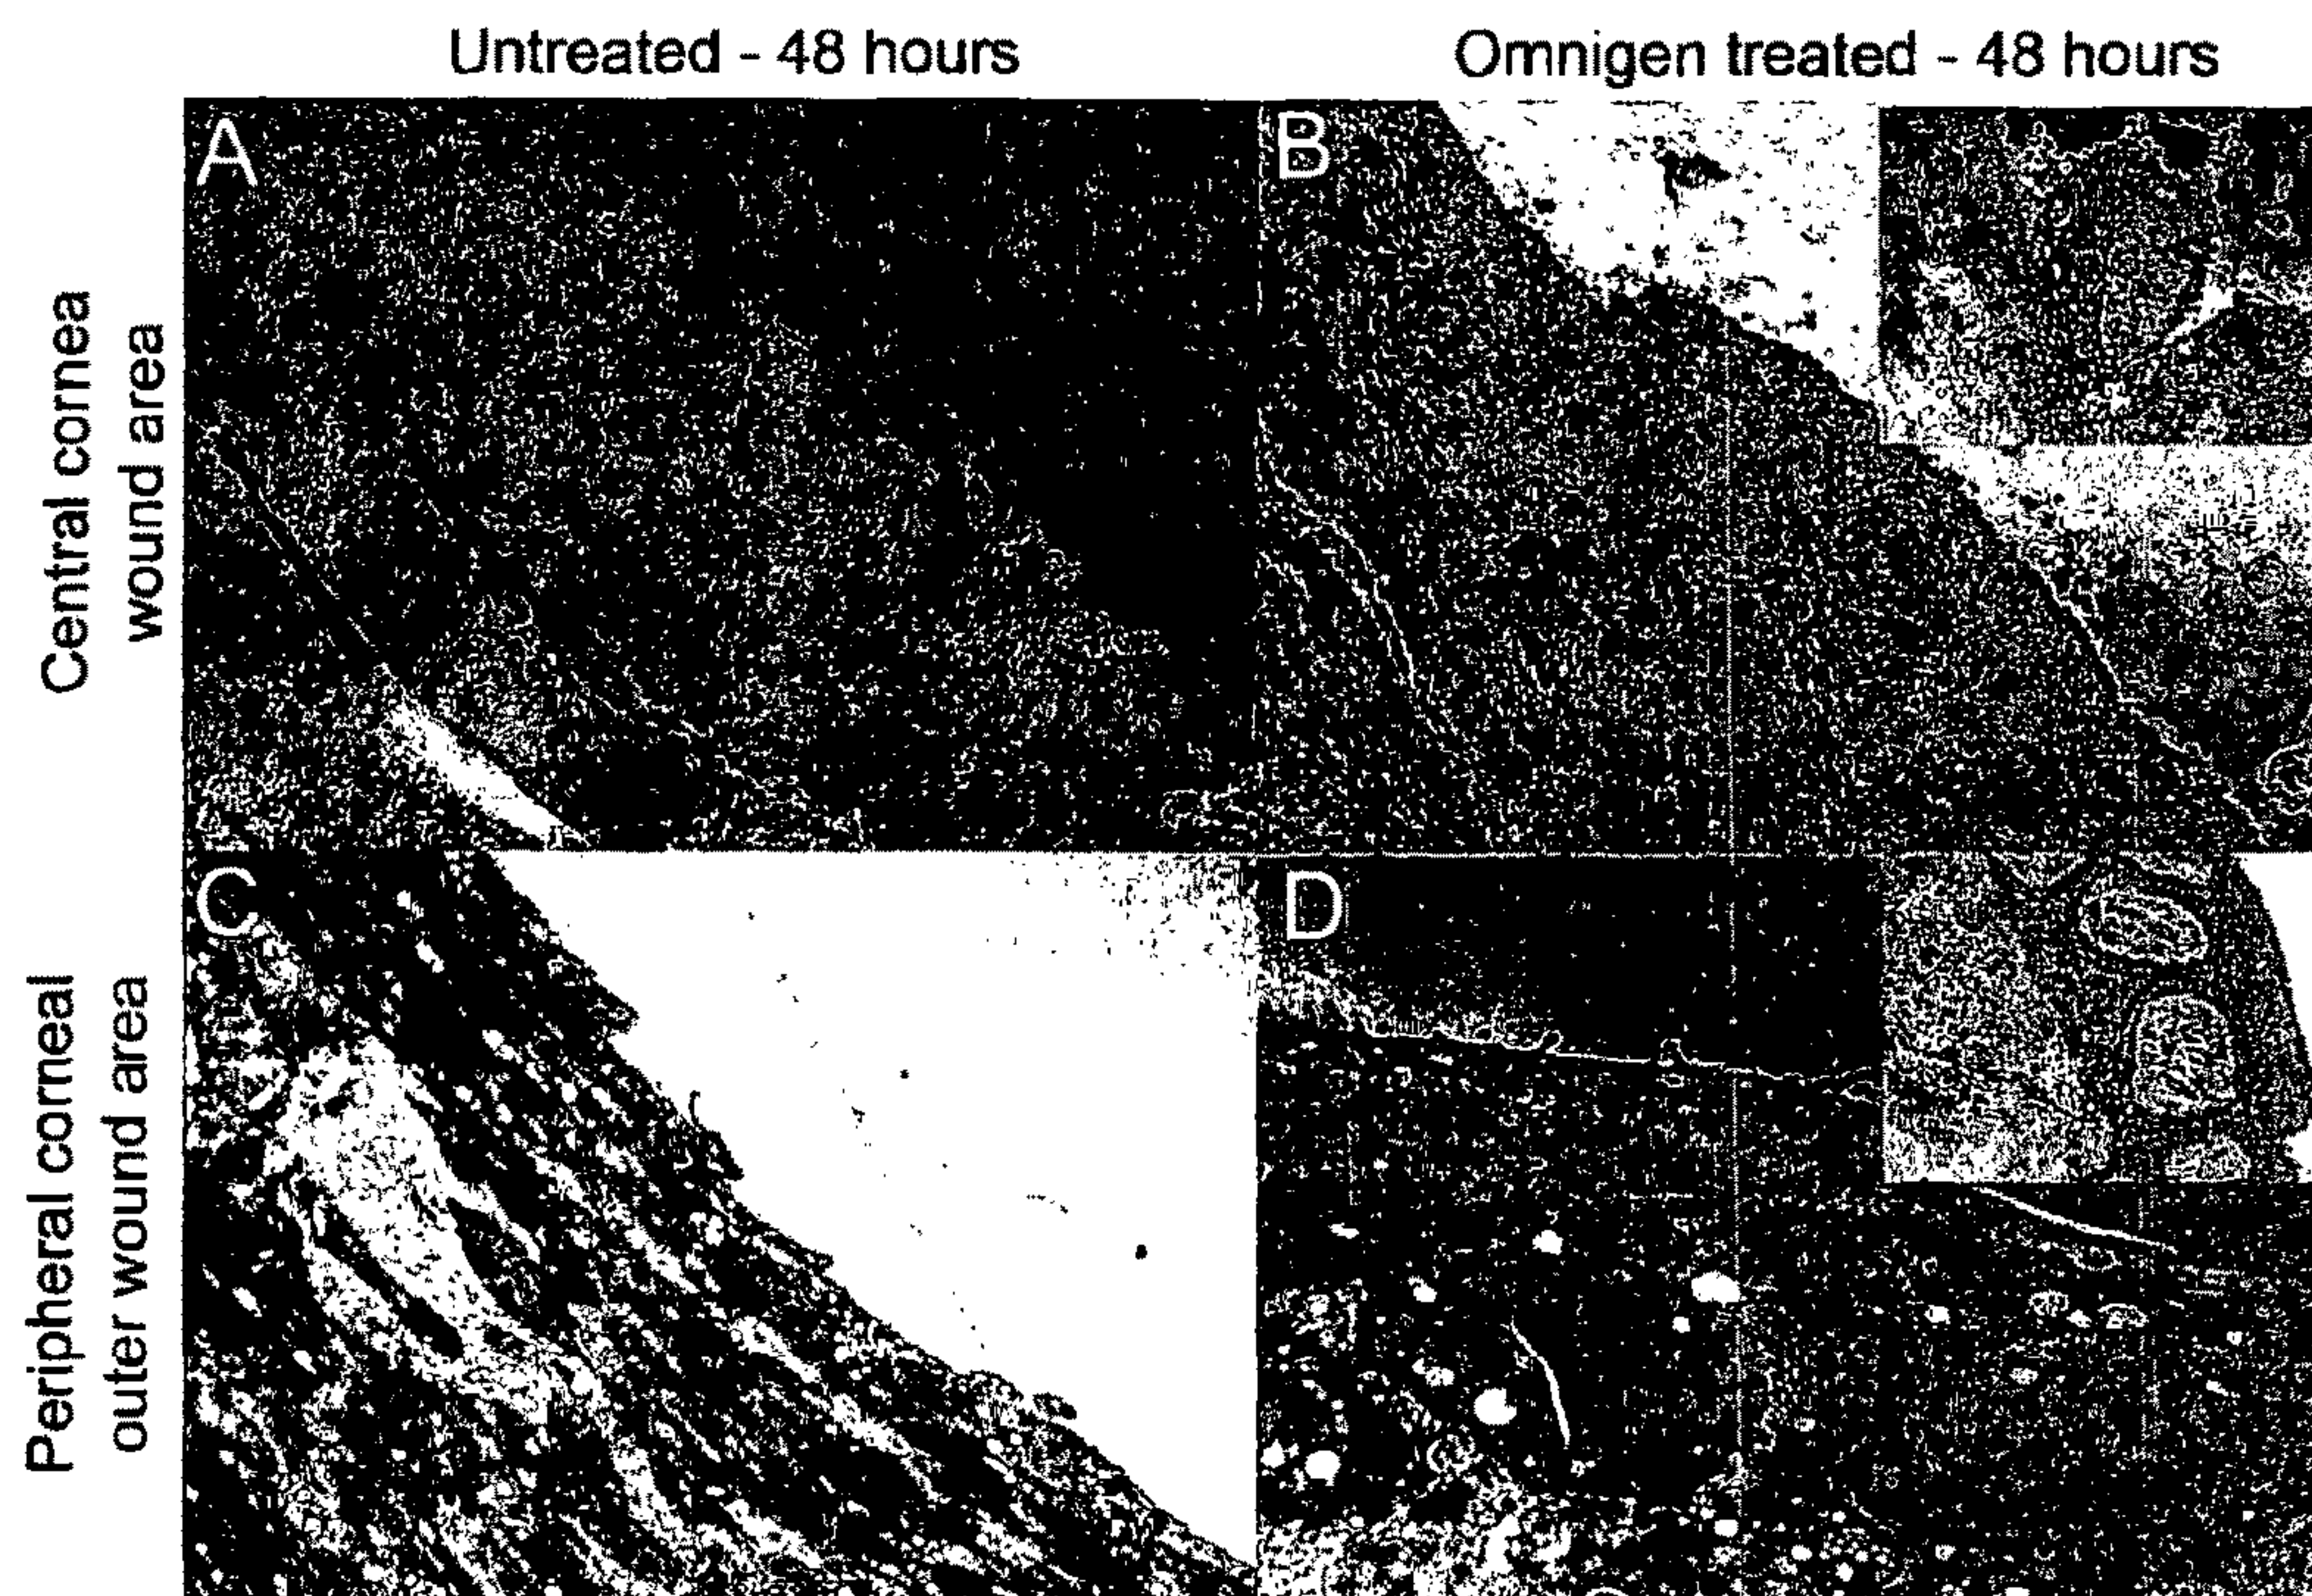 Untreated - 48 hours
Omnigen treated - 48 hours
Central cornea
wound area
A
B
Peripheral corneal
outer wound area
C
D